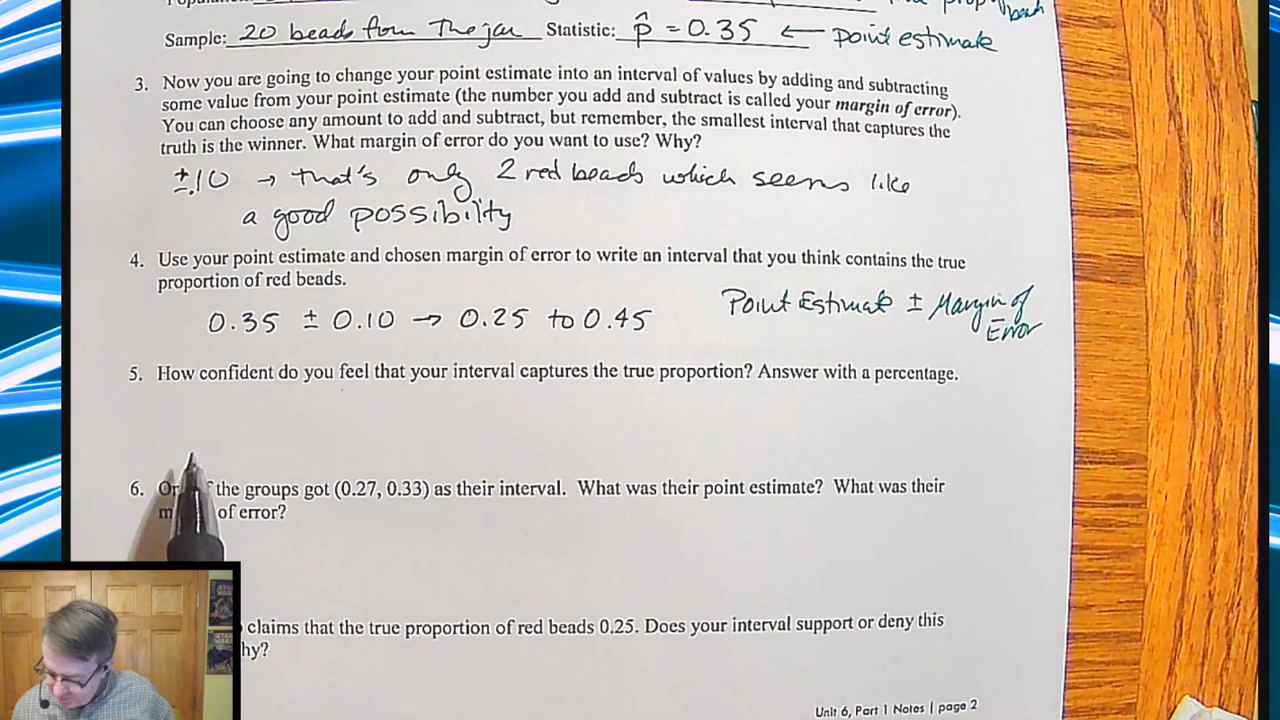 Sample: 20 beads from The jar Statistic: p̂ = 0.35 ← point estimate
3. Now you are going to change your point estimate into an interval of values by adding and subtracting
some value from your point estimate (the number you add and subtract is called your margin of error).
You can choose any amount to add and subtract, but remember, the smallest interval that captures the
truth is the winner. What margin of error do you want to use? Why?
±.10 → that's only 2 red beads which seems like
a good possibility
4. Use your point estimate and chosen margin of error to write an interval that you think contains the true
proportion of red beads.
Point Estimate ± Margin of
Error
0.35 ± 0.10 → 0.25 to 0.45
5. How confident do you feel that your interval captures the true proportion? Answer with a percentage.
6. the groups got (0.27, 0.33) as their interval. What was their point estimate? What was their
of error?
claims that the true proportion of red beads 0.25. Does your interval support or deny this
Unit 6, Part 1 Notes | page 2